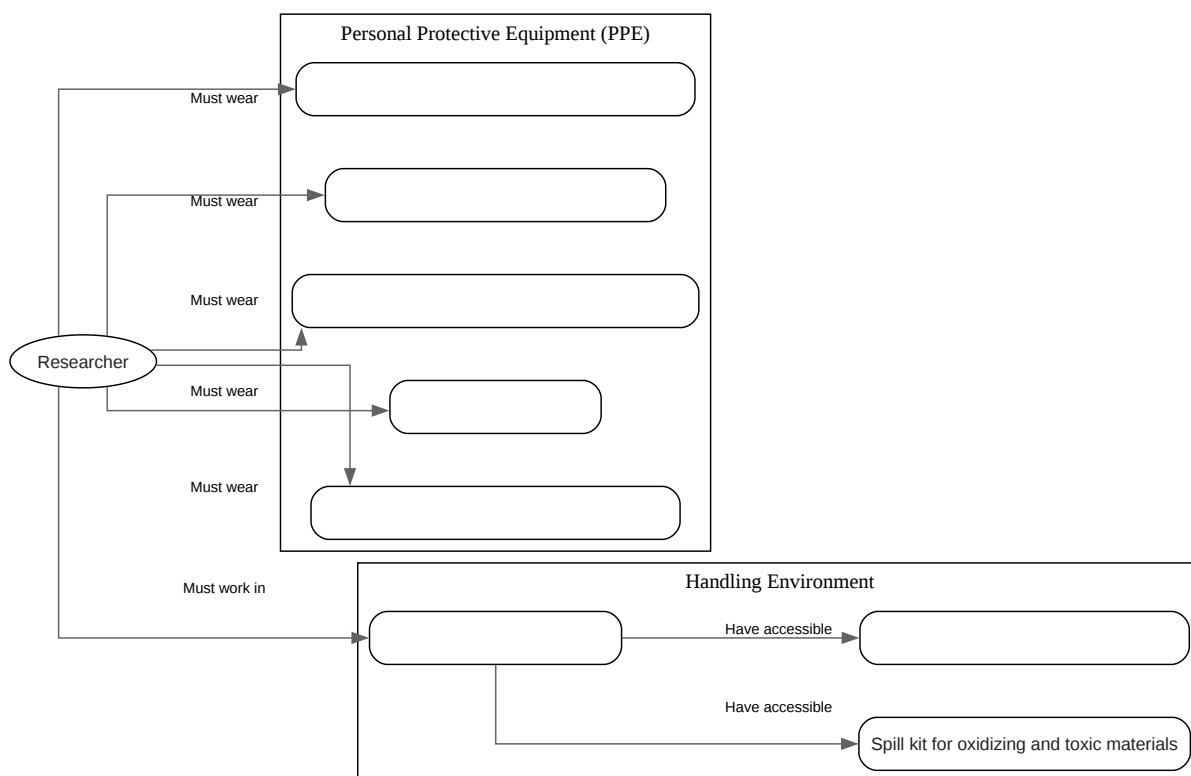 Personal Protective Equipment (PPE)
Must wear
Must wear
Must wear
Researcher
Must wear
Must wear
Must work in
Handling Environment
Have accessible
Have accessible
Spill kit for oxidizing and toxic materials